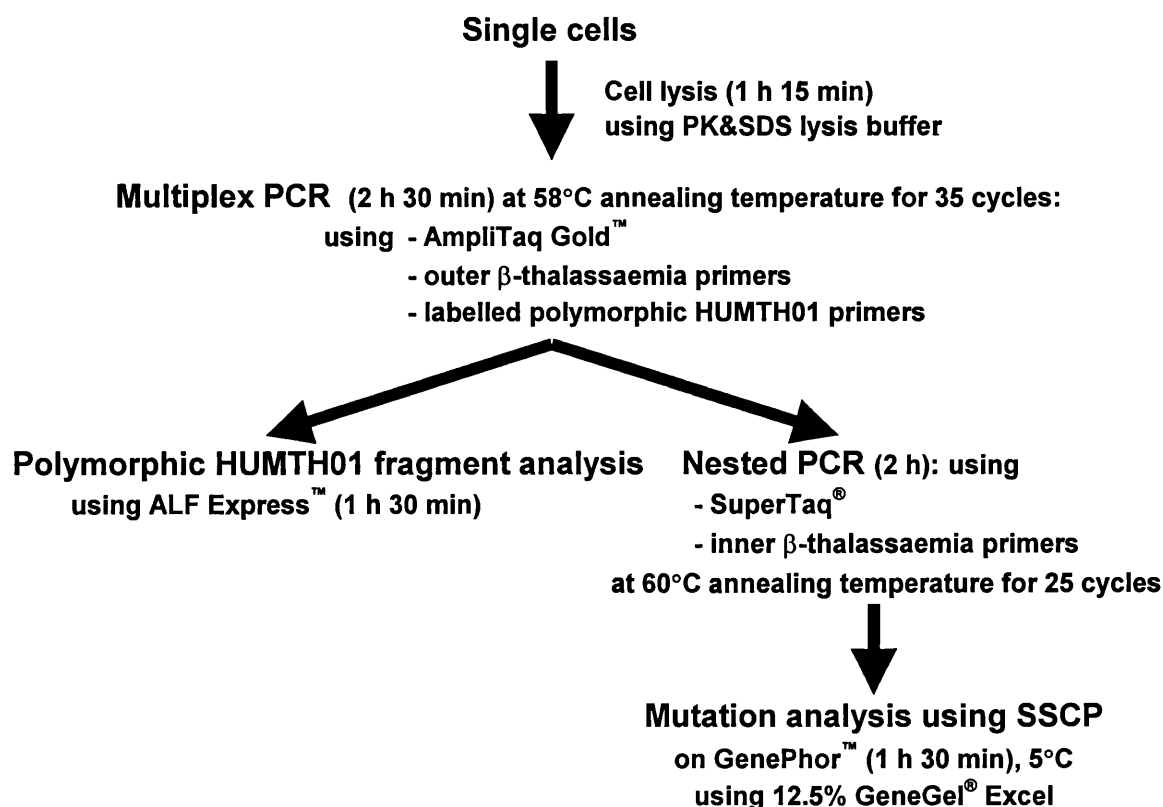 Single cells
Cell lysis (1 h 15 min)
using PK&SDS lysis buffer
Multiplex PCR (2 h 30 min) at 58°C annealing temperature for 35 cycles:
using - AmpliTaq Gold™
- outer β-thalassaemia primers
- labelled polymorphic HUMTH01 primers
Polymorphic HUMTH01 fragment analysis
using ALF Express™ (1 h 30 min)
Nested PCR (2 h): using
- SuperTaq®
- inner β-thalassaemia primers
at 60°C annealing temperature for 25 cycles
Mutation analysis using SSCP
on GenePhor™ (1 h 30 min), 5°C
using 12.5% GeneGel® Excel